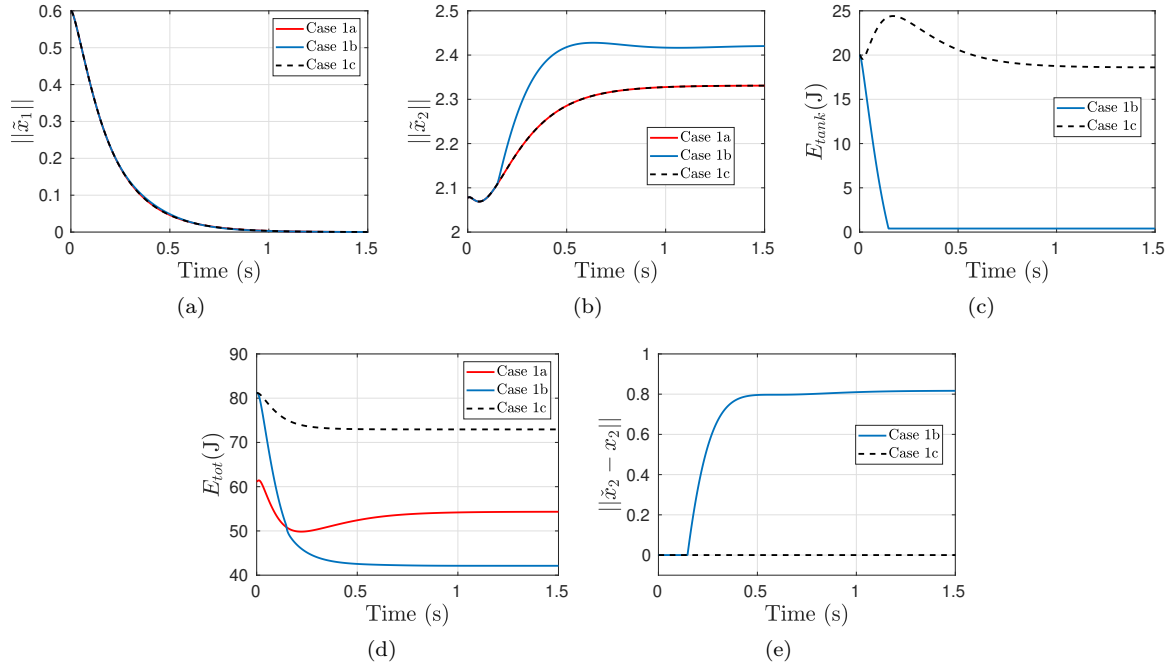 0.6
0.5
0.4
0.3
0.2
0.1
0
||x̃₁||
0
0.5
1
1.5
Time (s)
Case 1a
Case 1b
Case 1c
(a)
2.5
2.4
2.3
2.2
2.1
2
||x̃₂||
0
0.5
1
1.5
Time (s)
Case 1a
Case 1b
Case 1c
(b)
25
20
15
10
5
0
E_tank(J)
0
0.5
1
1.5
Time (s)
Case 1b
Case 1c
(c)
90
80
70
60
50
40
E_tot(J)
0
0.5
1
1.5
Time (s)
Case 1a
Case 1b
Case 1c
(d)
1
0.8
0.6
0.4
0.2
0
||x̌₂ − x₂||
0
0.5
1
1.5
Time (s)
Case 1b
Case 1c
(e)